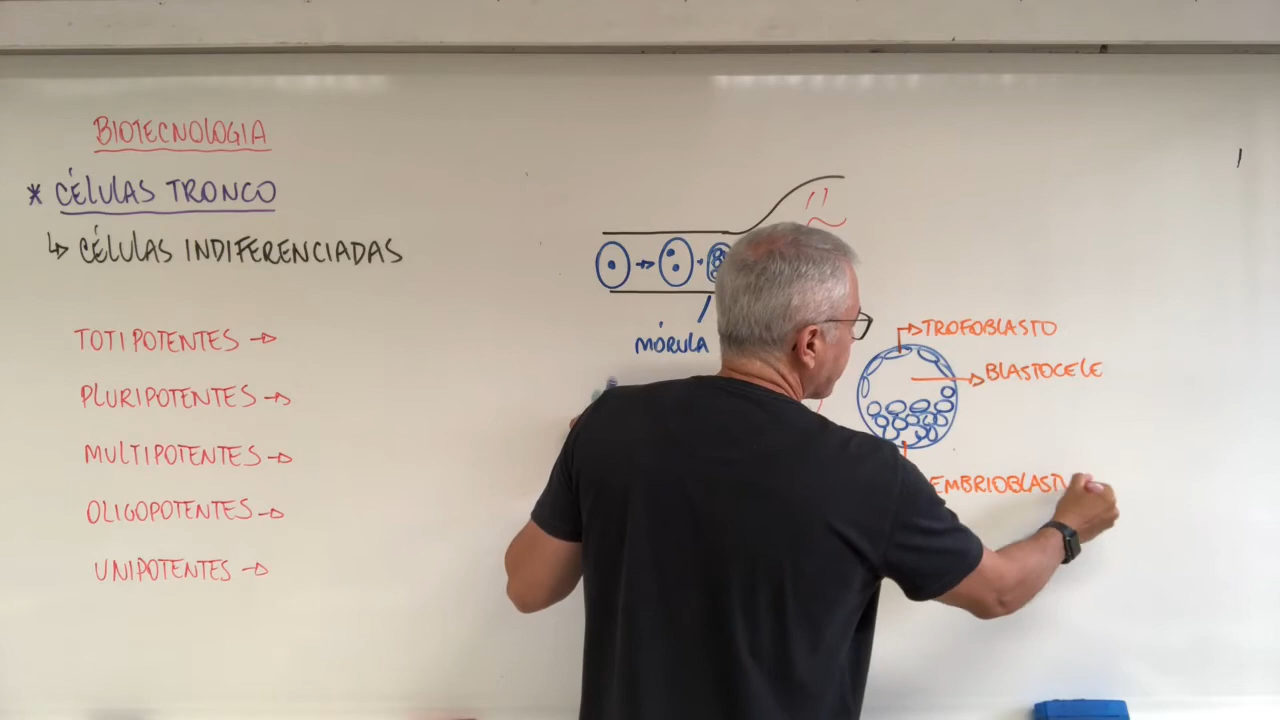 BIOTECNOLOGIA
* CÉLULAS TRONCO
↳ CÉLULAS INDIFERENCIADAS
TOTIPOTENTES →
PLURIPOTENTES →
MULTIPOTENTES →
OLIGOPOTENTES →
UNIPOTENTES →
MÓRULA
TROFOBLASTO
BLASTOCELE
EMBRIOBLAST